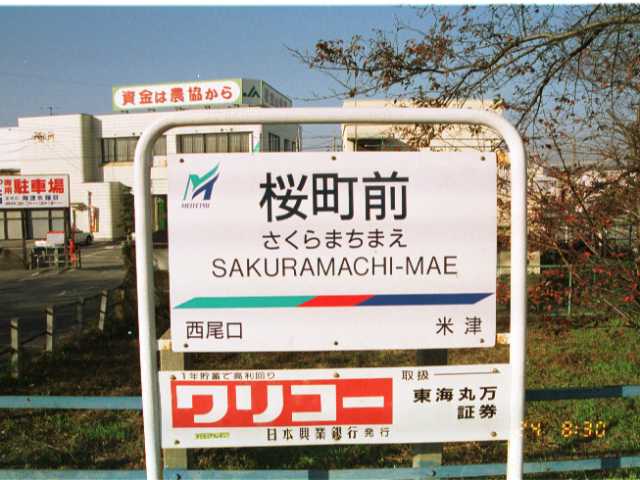 資金は農協から
専用駐車場
MEITETSU
桜町前
さくらまちまえ
SAKURAMACHI-MAE
西尾口 米津
1年貯蓄で高利回り 取扱
ワリコー 東海丸万
証券
日本興業銀行 発行
4 8:30